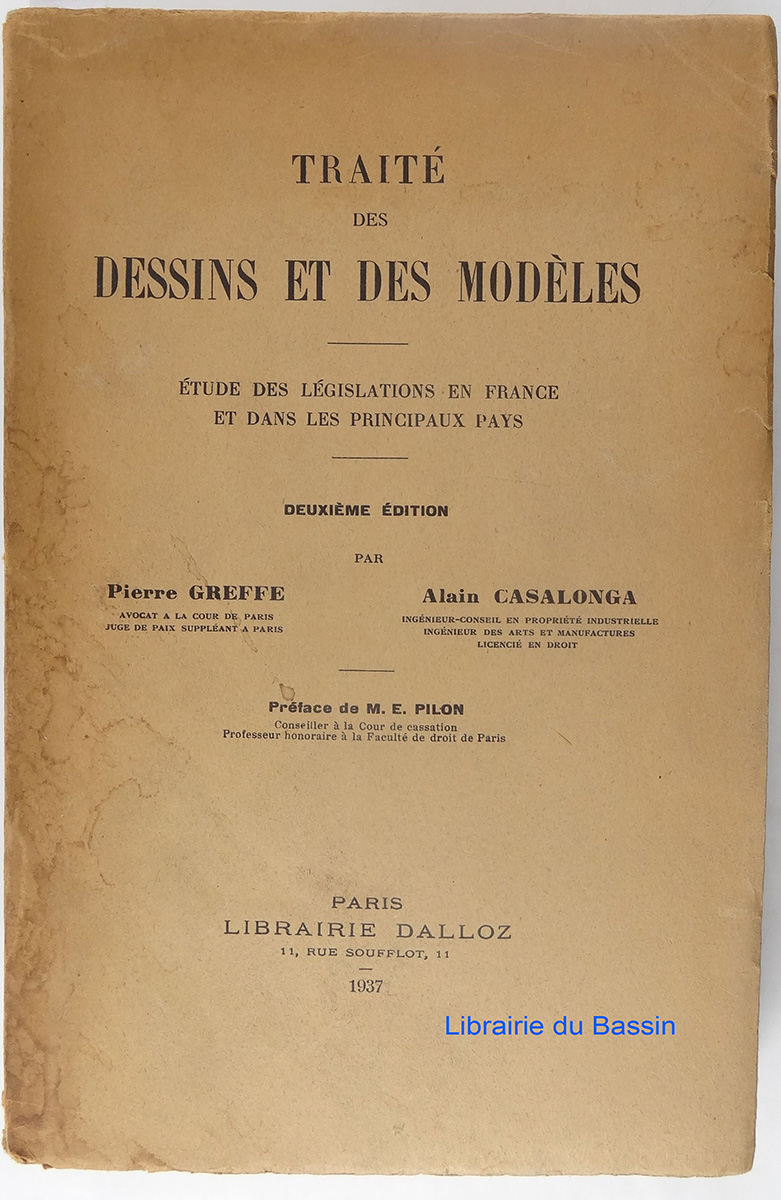 TRAITÉ
DES
DESSINS ET DES MODÈLES
ÉTUDE DES LÉGISLATIONS EN FRANCE
ET DANS LES PRINCIPAUX PAYS
DEUXIÈME ÉDITION
PAR
Pierre GREFFE
AVOCAT A LA COUR DE PARIS
JUGE DE PAIX SUPPLÉANT A PARIS
Alain CASALONGA
INGÉNIEUR-CONSEIL EN PROPRIÉTÉ INDUSTRIELLE
INGÉNIEUR DES ARTS ET MANUFACTURES
LICENCIÉ EN DROIT
Préface de M. E. PILON
Conseiller à la Cour de cassation
Professeur honoraire à la Faculté de droit de Paris
PARIS
LIBRAIRIE DALLOZ
11, RUE SOUFFLOT, 11
1937
Librairie du Bassin